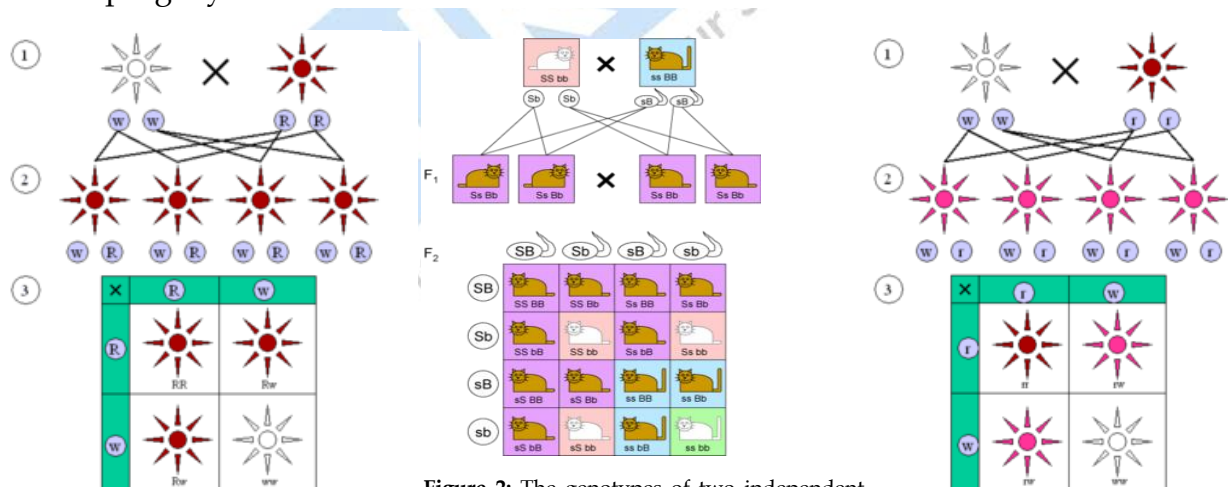 1
w w R R
2
w R w R w R w R
3
× R w
R
RR Rw
w
Rw ww
×
SS bb ss BB
Sb Sb sB sB
F1
×
Ss Bb Ss Bb Ss Bb Ss Bb
F2
SB Sb sB sb
SB
SS BB SS Bb Ss BB Ss Bb
Sb
SS bB SS bb Ss bB Ss bb
sB
sS BB sS Bb ss BB ss Bb
sb
sS bB sS bb ss bB ss bb
Figure 2: The genotypes of two independent
1
w w r r
2
w r w r w r w r
3
× r w
r
rr rw
w
rw ww